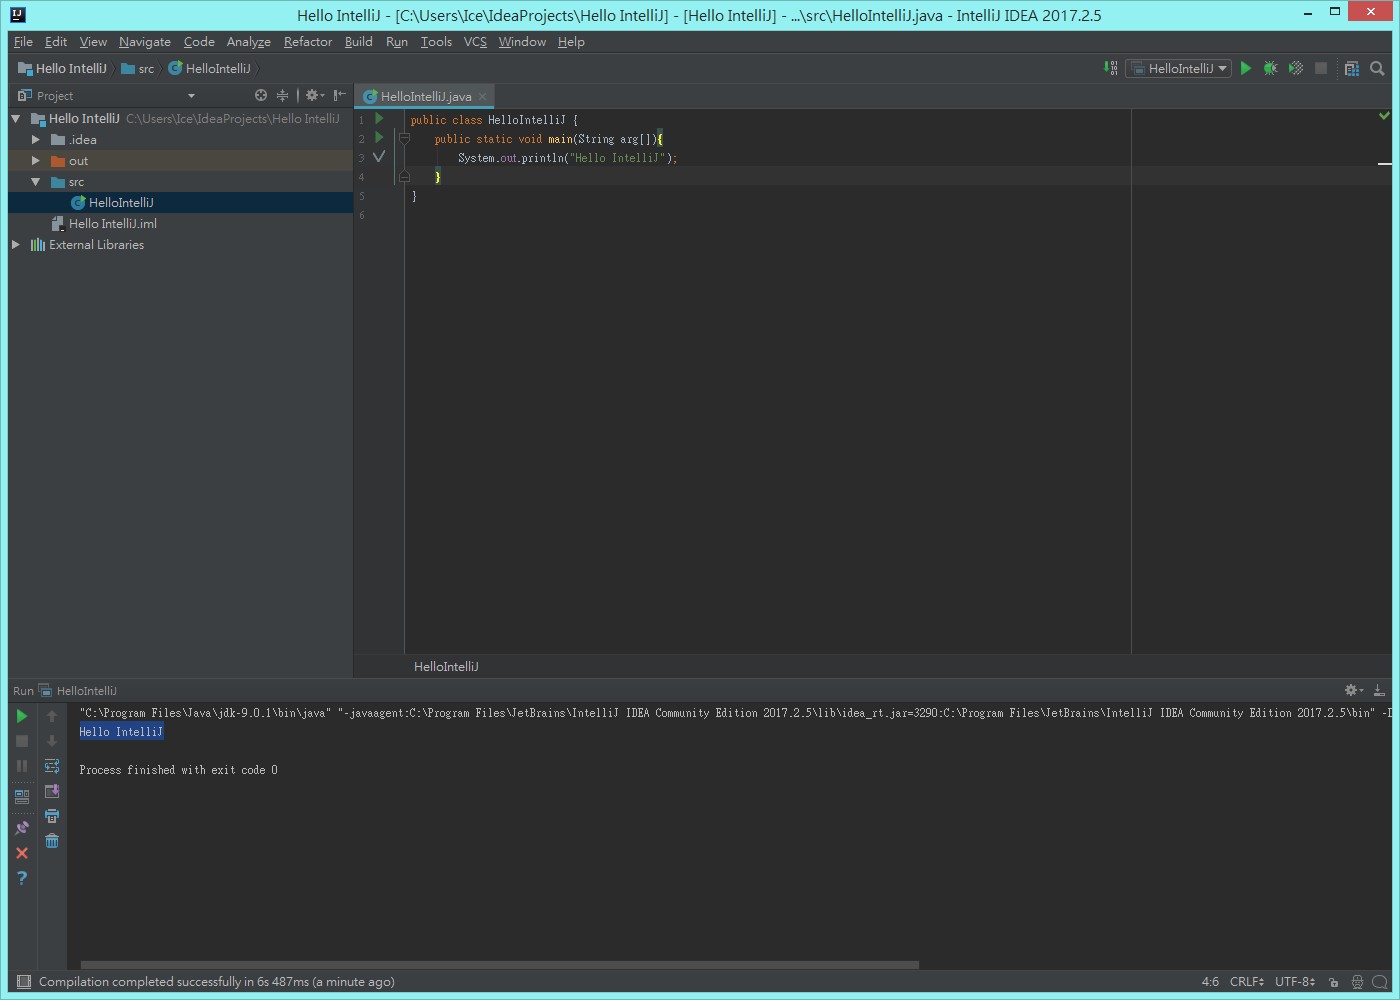 Hello IntelliJ - [C:\Users\Ice\IdeaProjects\Hello IntelliJ] - [Hello IntelliJ] - ...\src\HelloIntelliJ.java - IntelliJ IDEA 2017.2.5
File Edit View Navigate Code Analyze Refactor Build Run Tools VCS Window Help
Hello IntelliJ src HelloIntelliJ HelloIntelliJ
Project
HelloIntelliJ.java
Hello IntelliJ C:\Users\Ice\IdeaProjects\Hello IntelliJ
.idea
out
src
HelloIntelliJ
Hello IntelliJ.iml
External Libraries
1 public class HelloIntelliJ {
2 public static void main(String arg[]){
3 System.out.println("Hello IntelliJ");
4 }
5 }
6
HelloIntelliJ
Run HelloIntelliJ
"C:\Program Files\Java\jdk-9.0.1\bin\java" "-javaagent:C:\Program Files\JetBrains\IntelliJ IDEA Community Edition 2017.2.5\lib\idea_rt.jar=3290:C:\Program Files\JetBrains\IntelliJ IDEA Community Edition 2017.2.5\bin" -D
Hello IntelliJ
Process finished with exit code 0
Compilation completed successfully in 6s 487ms (a minute ago) 4:6 CRLF UTF-8